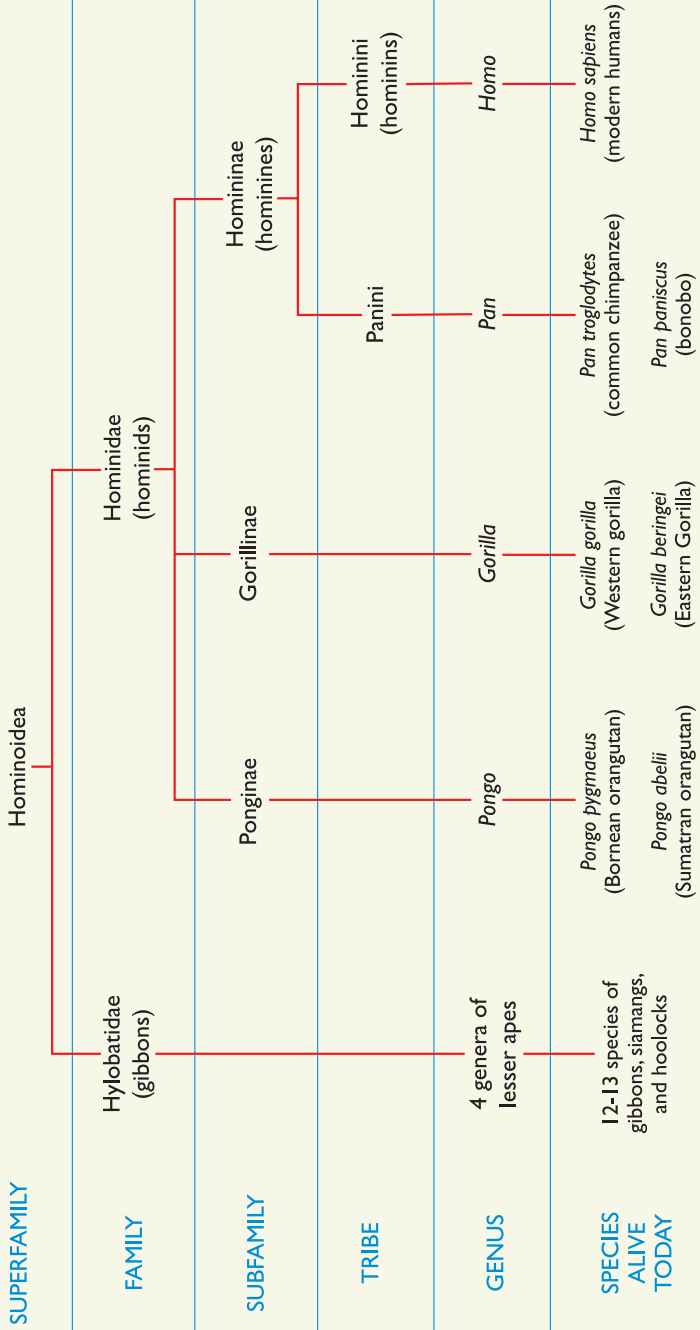 SUPERFAMILY
Hominoidea
FAMILY
Hylobatidae
(gibbons)
Hominidae
(hominids)
SUBFAMILY
Ponginae
Gorillinae
Homininae
(hominines)
TRIBE
Panini
Hominini
(hominins)
GENUS
4 genera of
lesser apes
Pongo
Gorilla
Pan
Homo
SPECIES
ALIVE
TODAY
12-13 species of
gibbons, siamangs,
and hoolocks
Pongo pygmaeus
(Bornean orangutan)
Pongo abelii
(Sumatran orangutan)
Gorilla gorilla
(Western gorilla)
Gorilla beringei
(Eastern Gorilla)
Pan troglodytes
(common chimpanzee)
Pan paniscus
(bonobo)
Homo sapiens
(modern humans)